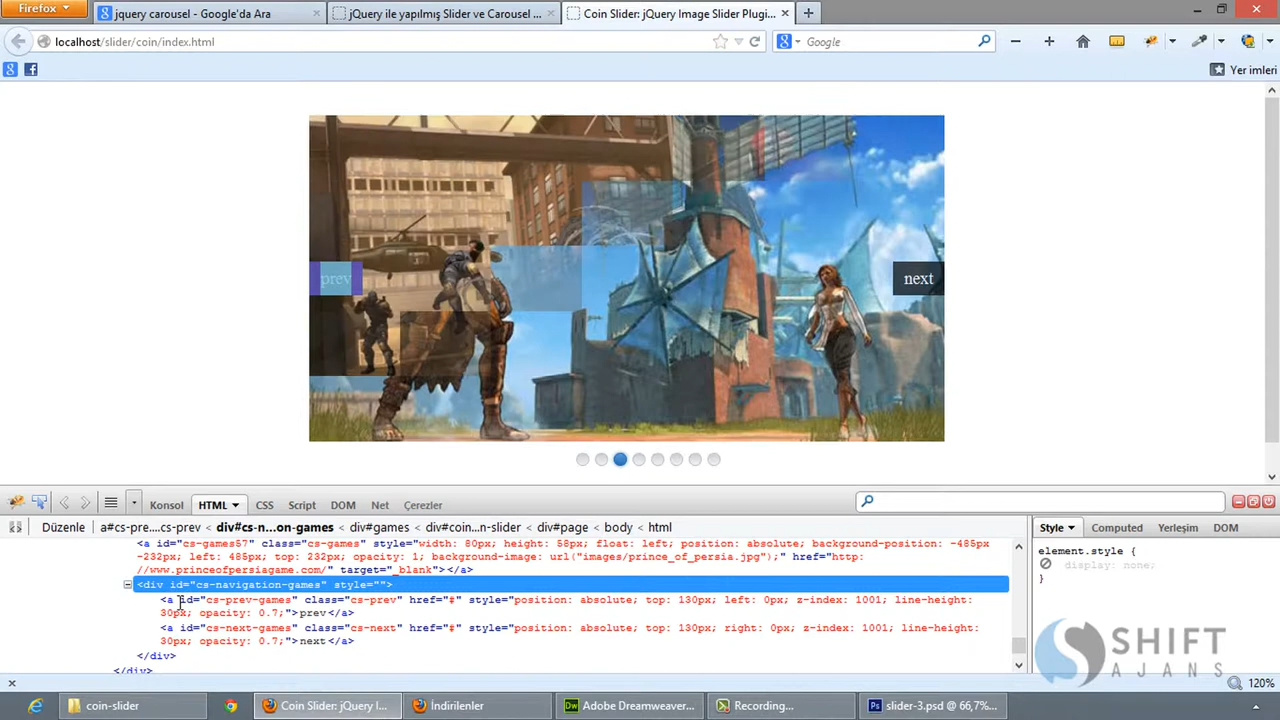 Firefox
jquery carousel - Google'da Ara
jQuery ile yapılmış Slider ve Carousel ...
Coin Slider: jQuery Image Slider Plugi...
localhost/slider/coin/index.html
Google
Yer imleri
prev
next
Konsol
HTML
CSS
Script
DOM
Net
Çerezler
Düzenle
a#cs-pre....cs-prev
div#cs-n...on-games
div#games
div#coin...n-slider
div#page
body
html
Style
Computed
Yerleşim
DOM
<a id="cs-games57" class="cs-games" style="width: 80px; height: 58px; float: left; position: absolute; background-position: -485px
-232px; left: 485px; top: 232px; opacity: 1; background-image: url("images/prince_of_persia.jpg");" href="http:
//www.princeofpersiagame.com/" target="_blank"></a>
<div id="cs-navigation-games" style="">
<a id="cs-prev-games" class="cs-prev" href="#" style="position: absolute; top: 130px; left: 0px; z-index: 1001; line-height:
30px; opacity: 0.7;">prev</a>
<a id="cs-next-games" class="cs-next" href="#" style="position: absolute; top: 130px; right: 0px; z-index: 1001; line-height:
30px; opacity: 0.7;">next</a>
</div>
</div>
element.style {
display: none;
}
SHIFT
AJANS
120%
coin-slider
Coin Slider: jQuery I...
İndirilenler
Adobe Dreamweaver...
Recording...
slider-3.psd @ 66,7%...